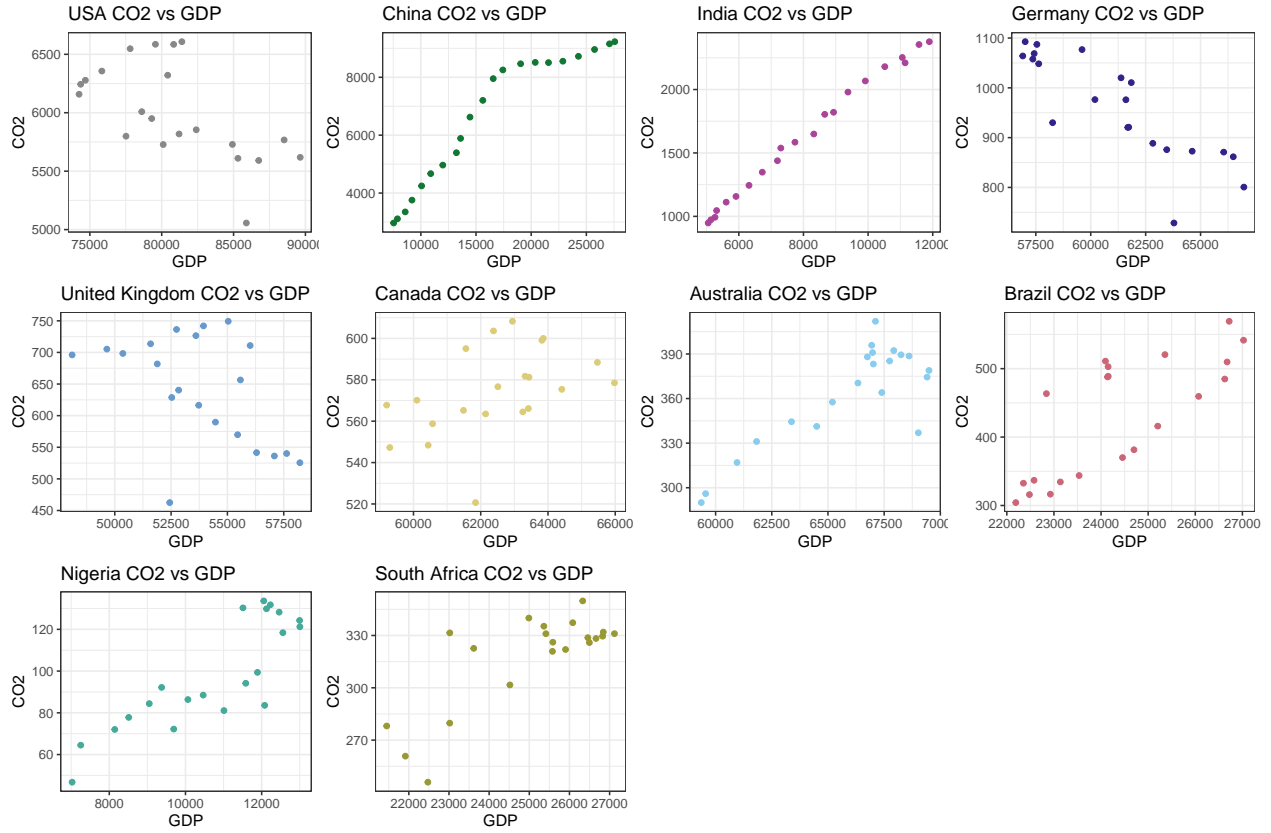 USA CO2 vs GDP
CO2
6500
6000
5500
5000
75000 80000 85000 90000
GDP
China CO2 vs GDP
CO2
8000
6000
4000
10000 15000 20000 25000
GDP
India CO2 vs GDP
CO2
2000
1500
1000
6000 8000 10000 12000
GDP
Germany CO2 vs GDP
CO2
1100
1000
900
800
57500 60000 62500 65000
GDP
United Kingdom CO2 vs GDP
CO2
750
700
650
600
550
500
450
50000 52500 55000 57500
GDP
Canada CO2 vs GDP
CO2
600
580
560
540
520
60000 62000 64000 66000
GDP
Australia CO2 vs GDP
CO2
390
360
330
300
60000 62500 65000 67500 7000
GDP
Brazil CO2 vs GDP
CO2
500
400
300
22000 23000 24000 25000 26000 27000
GDP
Nigeria CO2 vs GDP
CO2
120
100
80
60
8000 10000 12000
GDP
South Africa CO2 vs GDP
CO2
330
300
270
22000 23000 24000 25000 26000 27000
GDP